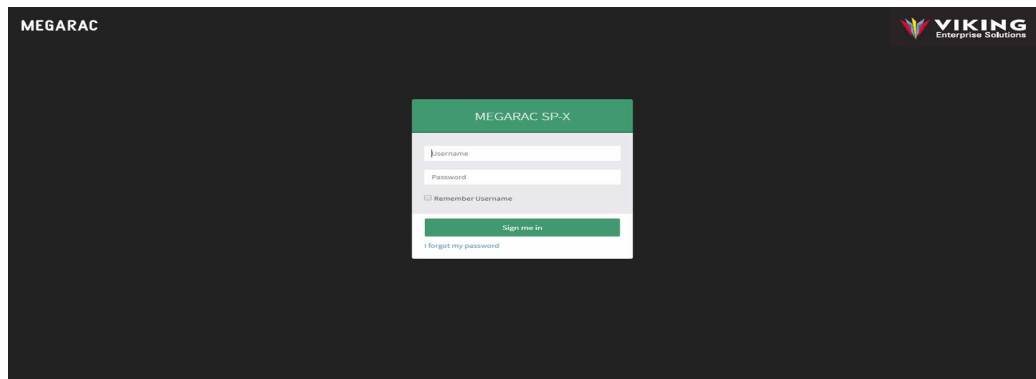 MEGARAC
VIKING
Enterprise Solutions
MEGARAC SP-X
Username
Password
Remember Username
Sign me in
I forgot my password